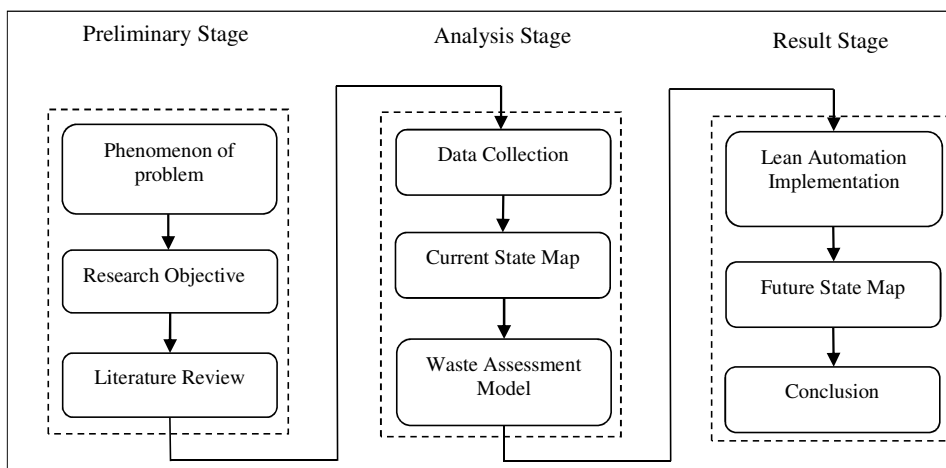 Preliminary Stage
Phenomenon of
problem
Research Objective
Literature Review
Analysis Stage
Data Collection
Current State Map
Waste Assessment
Model
Result Stage
Lean Automation
Implementation
Future State Map
Conclusion